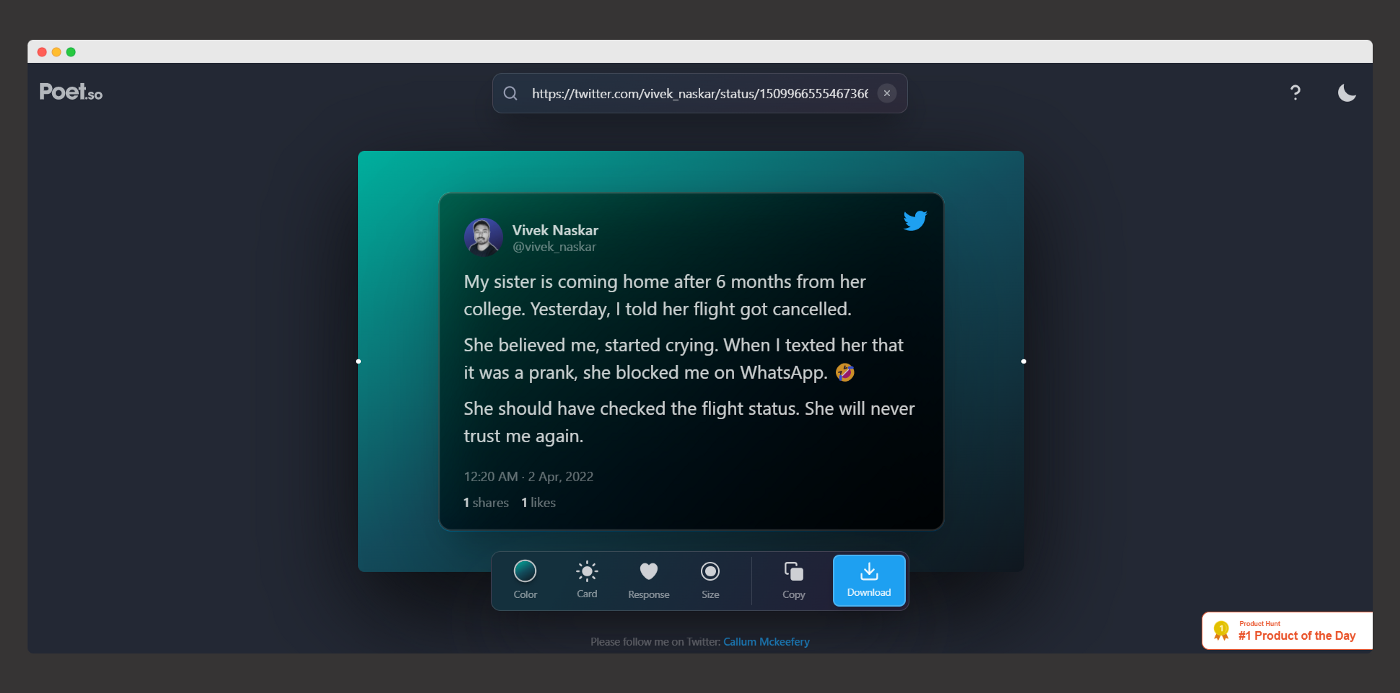 Poet.so
https://twitter.com/vivek_naskar/status/1509966555467366
?
Vivek Naskar
@vivek_naskar
My sister is coming home after 6 months from her
college. Yesterday, I told her flight got cancelled.
She believed me, started crying. When I texted her that
it was a prank, she blocked me on WhatsApp. 🤣
She should have checked the flight status. She will never
trust me again.
12:20 AM · 2 Apr, 2022
1 shares 1 likes
Color Card Response Size Copy Download
Please follow me on Twitter: Callum Mckeefery
1
Product Hunt
#1 Product of the Day